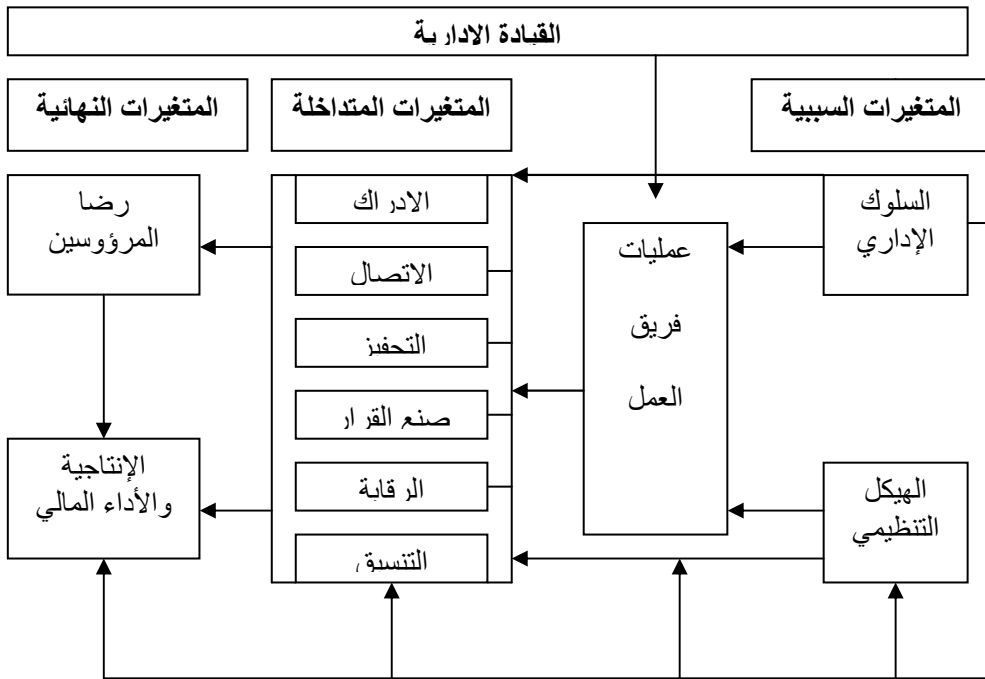 القيادة الادارية
المتغيرات السببية
المتغيرات المتداخلة
المتغيرات النهائية
السلوك
الإداري
الهيكل
التنظيمي
عمليات
فريق
العمل
الادراك
الاتصال
التحفيز
صنع القرار
الرقابة
التنسيق
رضا
المرؤوسين
الإنتاجية
والأداء المالي